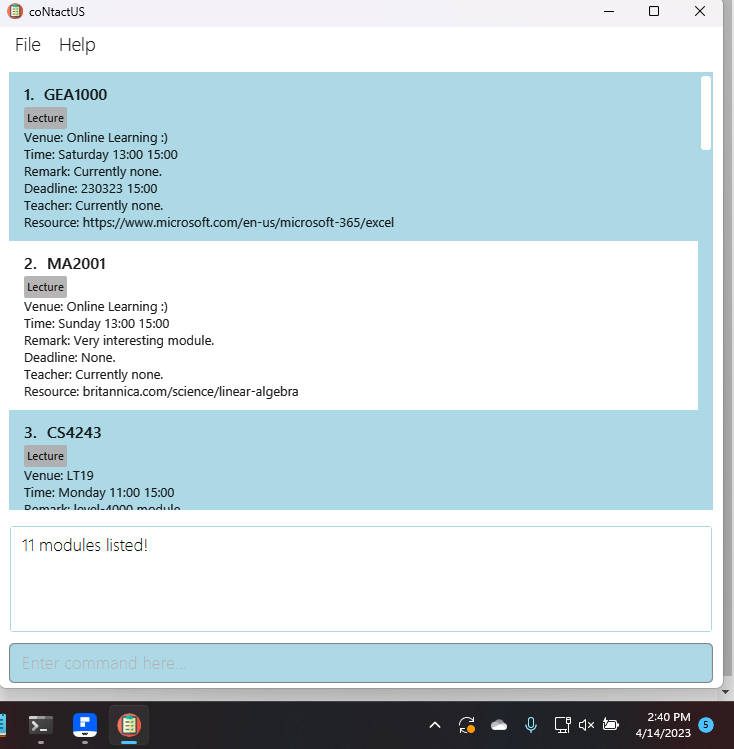 coNtactUS
File Help
1. GEA1000
Lecture
Venue: Online Learning :)
Time: Saturday 13:00 15:00
Remark: Currently none.
Deadline: 230323 15:00
Teacher: Currently none.
Resource: https://www.microsoft.com/en-us/microsoft-365/excel
2. MA2001
Lecture
Venue: Online Learning :)
Time: Sunday 13:00 15:00
Remark: Very interesting module.
Deadline: None.
Teacher: Currently none.
Resource: britannica.com/science/linear-algebra
3. CS4243
Lecture
Venue: LT19
Time: Monday 11:00 15:00
Remark: level-4000 module
11 modules listed!
Enter command here...
2:40 PM
4/14/2023
5